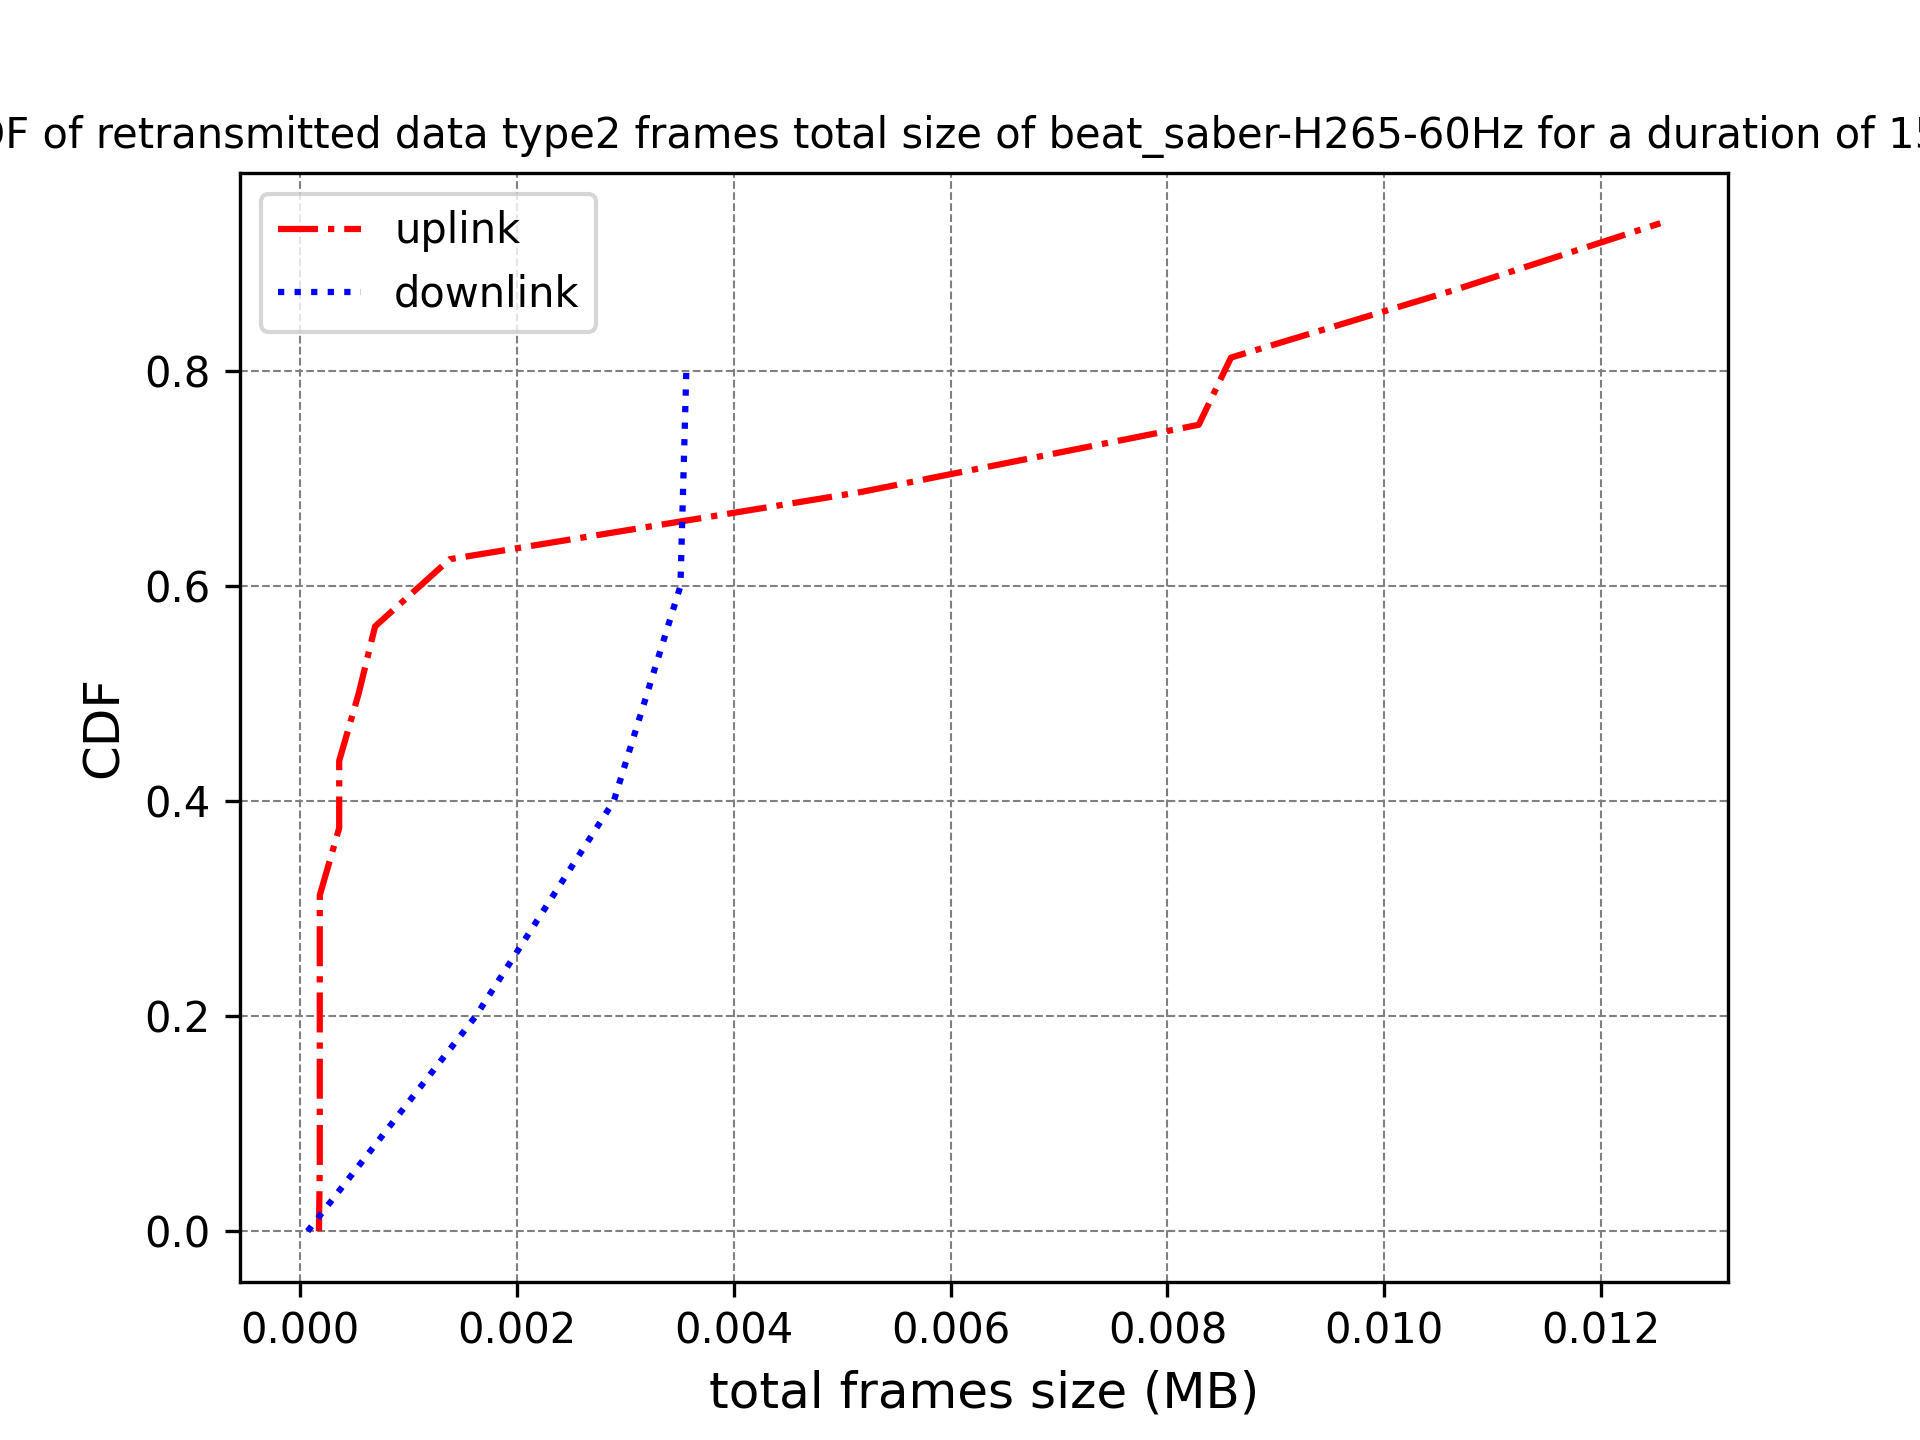 of retransmitted data type2 frames total size of beat_saber-H265-60Hz for a duration of
uplink
downlink
0.8
0.6
0.4
0.2
0.0
CDF
0.000 0.002 0.004 0.006 0.008 0.010 0.012
total frames size (MB)